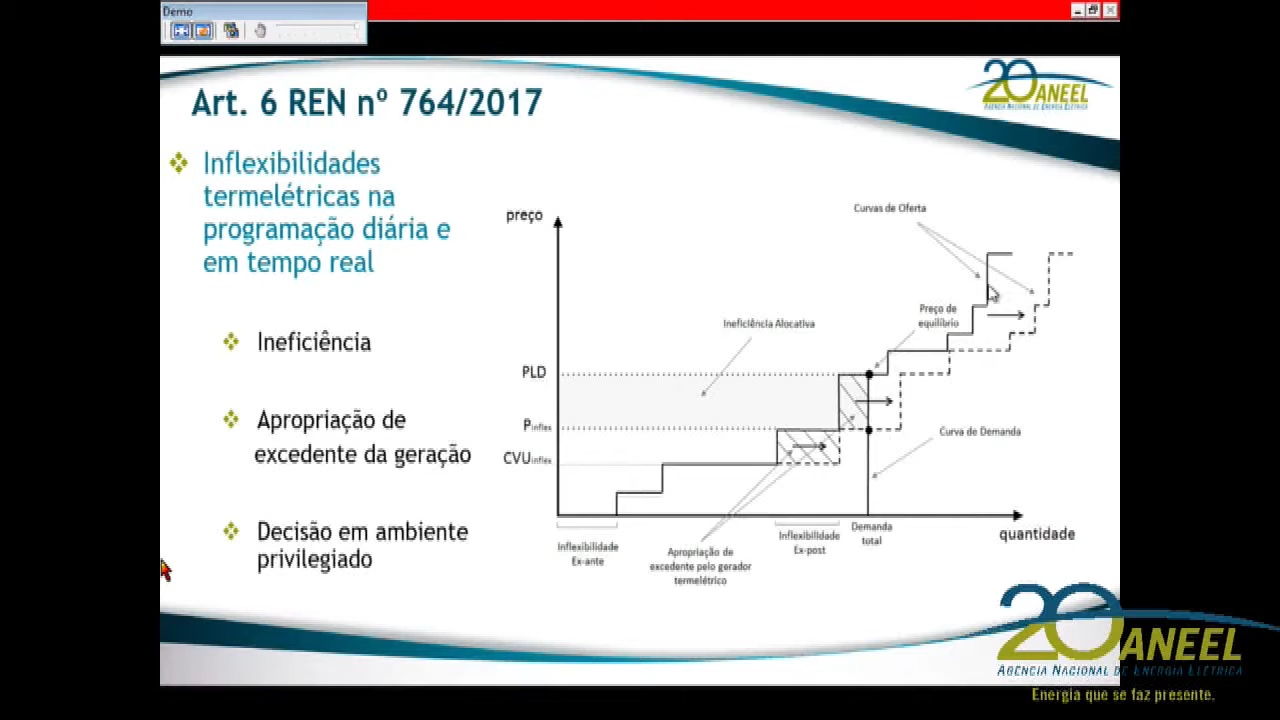 Demo
Art. 6 REN nº 764/2017
20 ANEEL
AGÊNCIA NACIONAL DE ENERGIA ELÉTRICA
Inflexibilidades
termelétricas na
programação diária e
em tempo real
Ineficiência
Apropriação de
excedente da geração
Decisão em ambiente
privilegiado
preço
Curvas de Oferta
Ineficiência Alocativa
Preço de
equilíbrio
PLD
Pinflex
CVUinflex
Curva de Demanda
quantidade
Inflexibilidade
Ex-ante
Apropriação de
excedente pelo gerador
termelétrico
Inflexibilidade
Ex-post
Demanda
total
20 ANEEL
AGÊNCIA NACIONAL DE ENERGIA ELÉTRICA
Energia que se faz presente.